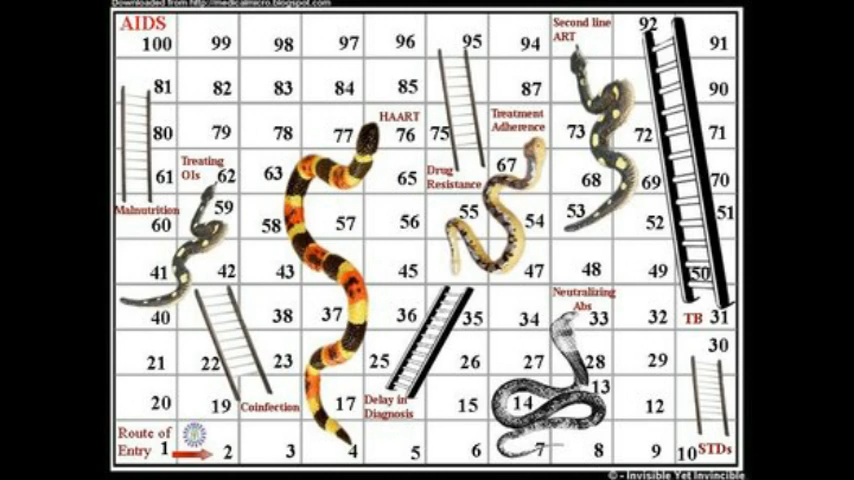 Downloaded from http://medicalmicro.blogspot.com
AIDS
100 99 98 97 96 95 94 Second line ART 92 91
81 82 83 84 85 87 90
80 79 78 77 HAART 76 75 Treatment Adherence 73 72 71
61 Treating OIs 62 63 65 Drug Resistance 67 68 69 70
Malnutrition 60 59 58 57 56 55 54 53 52 51
41 42 43 45 47 48 49 50
40 38 37 36 35 34 Neutralizing Abs 33 32 TB 31
21 22 23 25 26 27 28 29 30
20 19 Coinfection 17 Delay in Diagnosis 15 14 13 12
Route of Entry 1 2 3 4 5 6 7 8 9 10 STDs
© - Invisible Yet Invincible